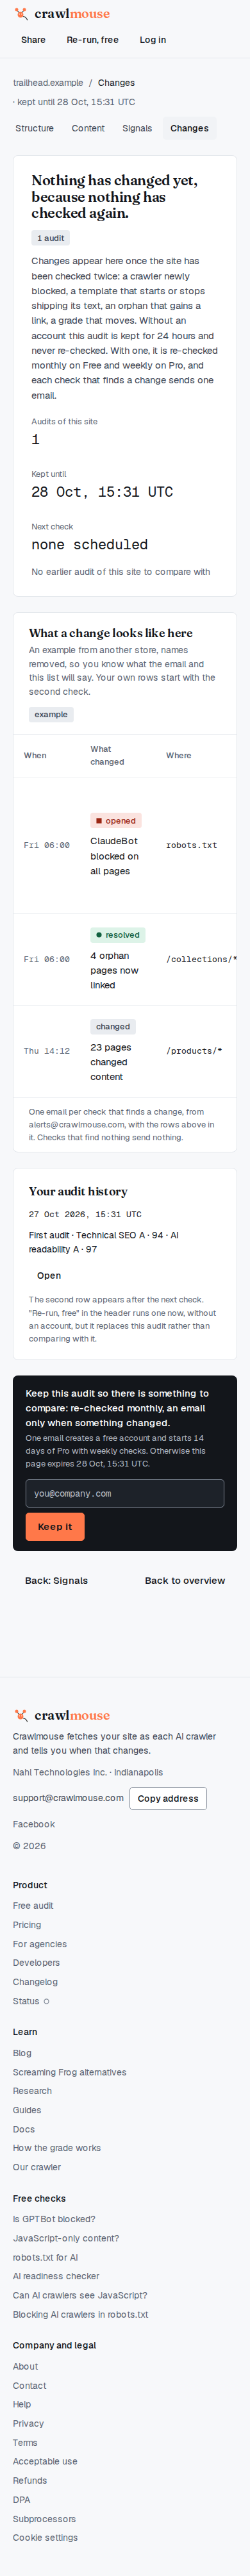 crawlmouse
Share Re-run, free Log in
trailhead.example / Changes
· kept until 28 Oct, 15:31 UTC
Structure Content Signals Changes
Nothing has changed yet,
because nothing has
checked again.
1 audit
Changes appear here once the site has
been checked twice: a crawler newly
blocked, a template that starts or stops
shipping its text, an orphan that gains a
link, a grade that moves. Without an
account this audit is kept for 24 hours and
never re-checked. With one, it is re-checked
monthly on Free and weekly on Pro, and
each check that finds a change sends one
email.
Audits of this site
1
Kept until
28 Oct, 15:31 UTC
Next check
none scheduled
No earlier audit of this site to compare with
What a change looks like here
An example from another store, names
removed, so you know what the email and
this list will say. Your own rows start with the
second check.
example
When What changed Where
Fri 06:00 opened ClaudeBot blocked on all pages robots.txt
Fri 06:00 resolved 4 orphan pages now linked /collections/*
Thu 14:12 changed 23 pages changed content /products/*
One email per check that finds a change, from
alerts@crawlmouse.com, with the rows above in
it. Checks that find nothing send nothing.
Your audit history
27 Oct 2026, 15:31 UTC
First audit · Technical SEO A · 94 · AI
readability A · 97
Open
The second row appears after the next check.
"Re-run, free" in the header runs one now, without
an account, but it replaces this audit rather than
comparing with it.
Keep this audit so there is something to
compare: re-checked monthly, an email
only when something changed.
One email creates a free account and starts 14
days of Pro with weekly checks. Otherwise this
page expires 28 Oct, 15:31 UTC.
you@company.com
Keep it
Back: Signals Back to overview
crawlmouse
Crawlmouse fetches your site as each AI crawler
and tells you when that changes.
Nahl Technologies Inc. · Indianapolis
support@crawlmouse.com Copy address
Facebook
© 2026
Product
Free audit
Pricing
For agencies
Developers
Changelog
Status
Learn
Blog
Screaming Frog alternatives
Research
Guides
Docs
How the grade works
Our crawler
Free checks
Is GPTBot blocked?
JavaScript-only content?
robots.txt for AI
AI readiness checker
Can AI crawlers see JavaScript?
Blocking AI crawlers in robots.txt
Company and legal
About
Contact
Help
Privacy
Terms
Acceptable use
Refunds
DPA
Subprocessors
Cookie settings